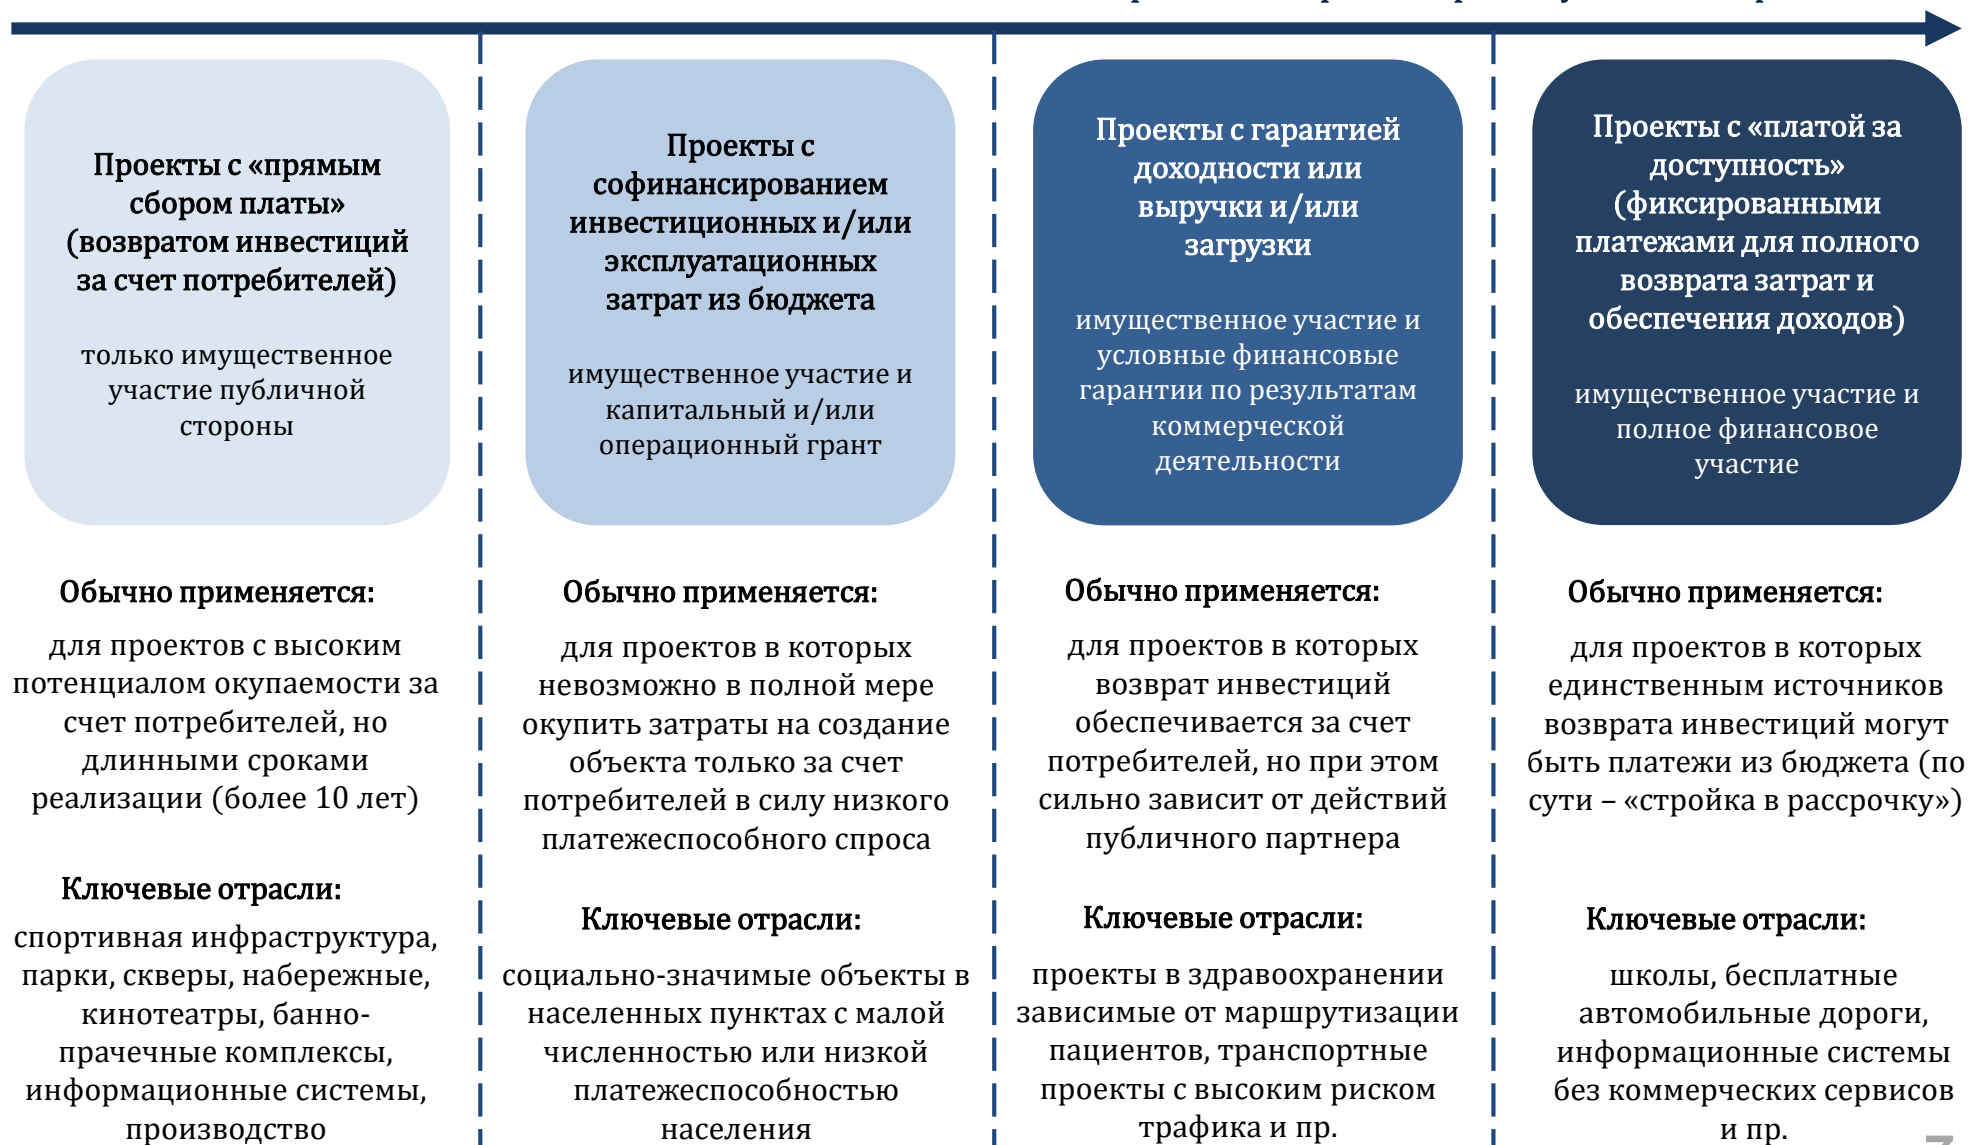 Проекты с «прямым
сбором платы»
(возвратом инвестиций
за счет потребителей)
только имущественное
участие публичной
стороны
Обычно применяется:
для проектов с высоким
потенциалом окупаемости за
счет потребителей, но
длинными сроками
реализации (более 10 лет)
Ключевые отрасли:
спортивная инфраструктура,
парки, скверы, набережные,
кинотеатры, банно-
прачечные комплексы,
информационные системы,
производство
Проекты с
софинансированием
инвестиционных и/или
эксплуатационных
затрат из бюджета
имущественное участие и
капитальный и/или
операционный грант
Обычно применяется:
для проектов в которых
невозможно в полной мере
окупить затраты на создание
объекта только за счет
потребителей в силу низкого
платежеспособного спроса
Ключевые отрасли:
социально-значимые объекты в
населенных пунктах с малой
численностью или низкой
платежеспособностью
населения
Проекты с гарантией
доходности или
выручки и/или
загрузки
имущественное участие и
условные финансовые
гарантии по результатам
коммерческой
деятельности
Обычно применяется:
для проектов в которых
возврат инвестиций
обеспечивается за счет
потребителей, но при этом
сильно зависит от действий
публичного партнера
Ключевые отрасли:
проекты в здравоохранении
зависимые от маршрутизации
пациентов, транспортные
проекты с высоким риском
трафика и пр.
Проекты с «платой за
доступность»
(фиксированными
платежами для полного
возврата затрат и
обеспечения доходов)
имущественное участие и
полное финансовое
участие
Обычно применяется:
для проектов в которых
единственным источников
возврата инвестиций могут
быть платежи из бюджета (по
сути – «стройка в рассрочку»)
Ключевые отрасли:
школы, бесплатные
автомобильные дороги,
информационные системы
без коммерческих сервисов
и пр.